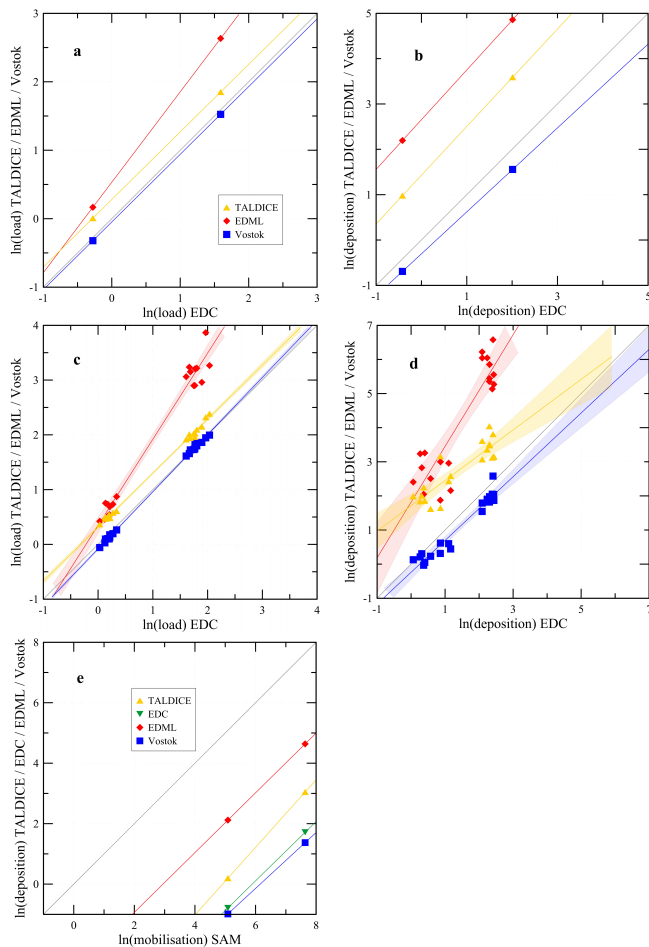 3
2
1
0
-1
-1
0
1
2
3
a
TALDICE
EDML
Vostok
ln(load) EDC
ln(load) TALDICE / EDML / Vostok
5
3
1
-1
-1
1
3
5
b
ln(deposition) EDC
ln(deposition) TALDICE / EDML / Vostok
4
3
2
1
0
-1
-1
0
1
2
3
4
c
ln(load) EDC
ln(load) TALDICE / EDML / Vostok
7
5
3
1
-1
-1
1
3
5
7
d
ln(deposition) EDC
ln(deposition) TALDICE / EDML / Vostok
8
6
4
2
0
0
2
4
6
8
e
TALDICE
EDC
EDML
Vostok
ln(mobilisation) SAM
ln(deposition) TALDICE / EDC / EDML / Vostok